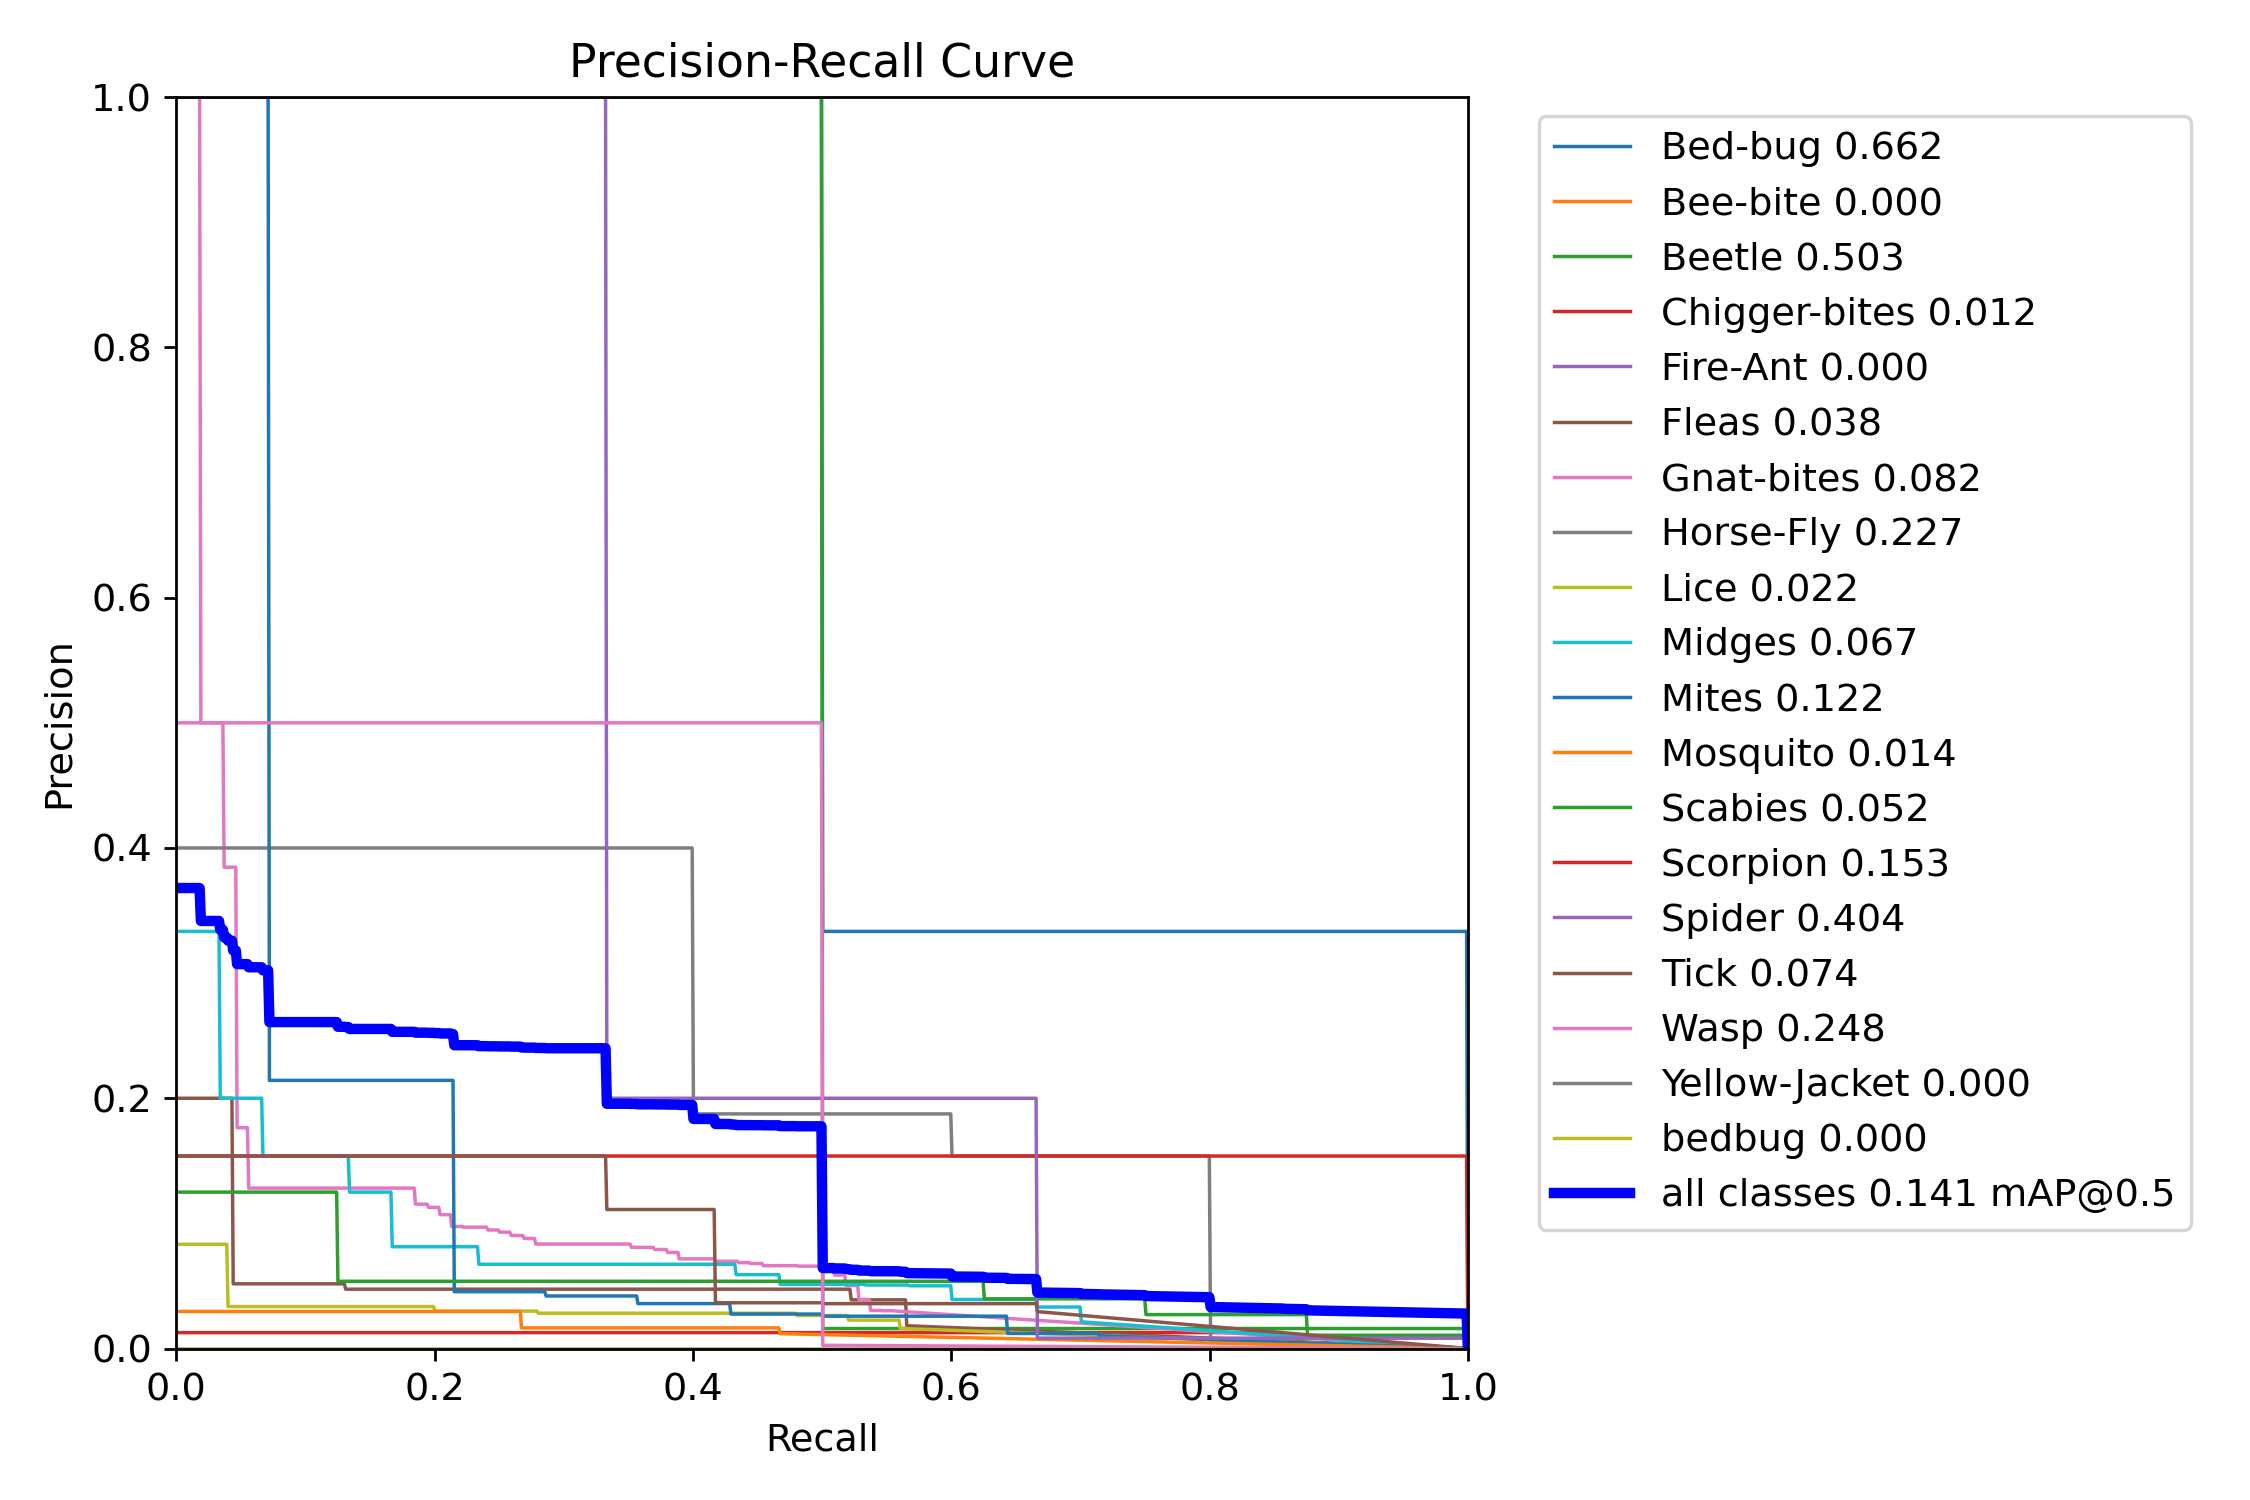 Precision-Recall Curve
1.0
0.8
0.6
0.4
0.2
0.0
Precision
0.0 0.2 0.4 0.6 0.8 1.0
Recall
Bed-bug 0.662
Bee-bite 0.000
Beetle 0.503
Chigger-bites 0.012
Fire-Ant 0.000
Fleas 0.038
Gnat-bites 0.082
Horse-Fly 0.227
Lice 0.022
Midges 0.067
Mites 0.122
Mosquito 0.014
Scabies 0.052
Scorpion 0.153
Spider 0.404
Tick 0.074
Wasp 0.248
Yellow-Jacket 0.000
bedbug 0.000
all classes 0.141 mAP@0.5